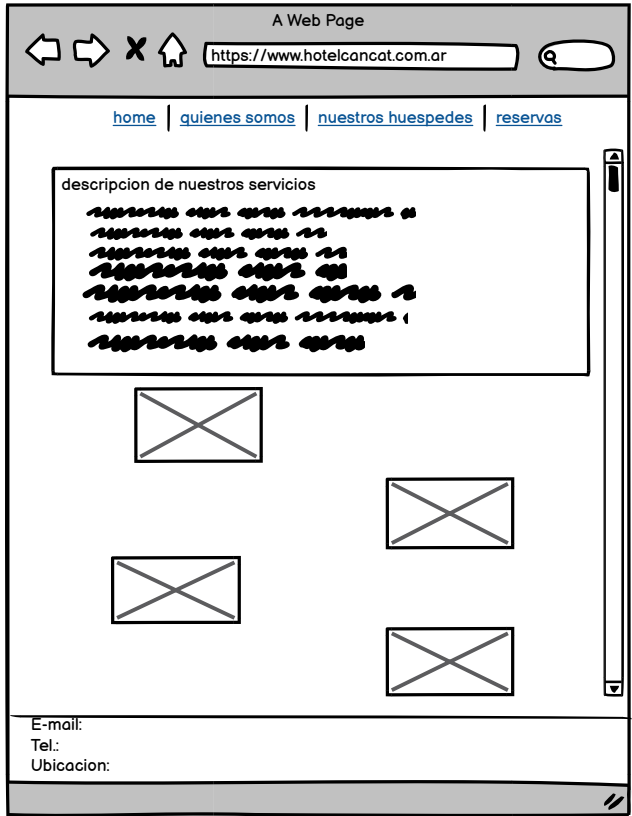 A Web Page
https://www.hotelcancat.com.ar
home | quienes somos | nuestros huespedes | reservas
descripcion de nuestros servicios
E-mail:
Tel.:
Ubicacion: